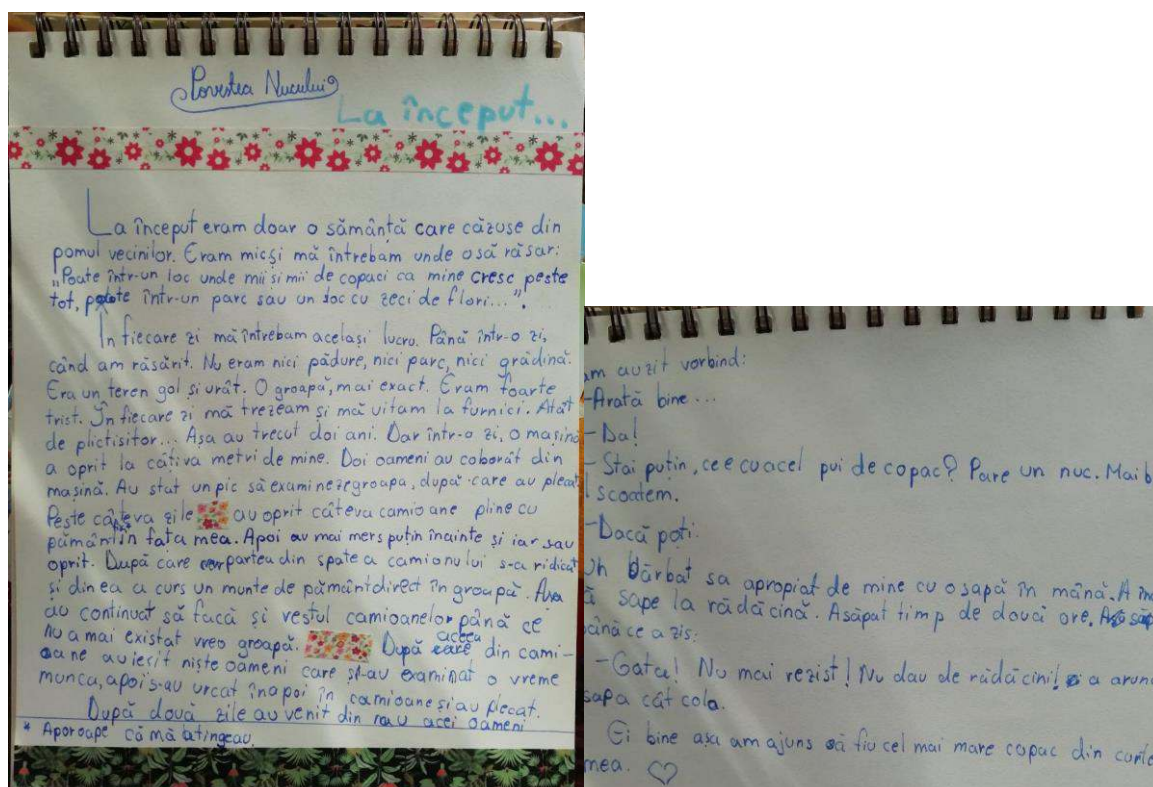 Povestea Nucului
La început...
La început eram doar o sămânță care căzuse din
pomul vecinilor. Eram mic și mă întrebam unde o să răsar:
„Poate într-un loc unde mii și mii de copaci ca mine cresc peste
tot, poate într-un parc sau un loc cu zeci de flori...”.
În fiecare zi mă întrebam același lucru. Până într-o zi,
când am răsărit. Nu eram nici pădure, nici parc, nici grădină.
Era un teren gol și urât. O groapă, mai exact. Eram foarte
trist. În fiecare zi mă trezeam și mă uitam la furnici. Atât
de plictisitor... Așa au trecut doi ani. Dar într-o zi, o mașină
a oprit la câtiva metri de mine. Doi oameni au coborât din
mașină. Au stat un pic să examineze groapa, după care au plecat.
Peste câteva zile au oprit câteva camioane pline cu
pământ în fața mea. Apoi au mai mers puțin înainte și iar sau
oprit. După care partea din spate a camionului s-a ridicat
și din ea a curs un munte de pământ direct în groapă. Așa
au continuat să facă și vestul camioanelor până ce
nu a mai existat vreo groapă. După aceea din cami-
oane au iesit niște oameni care și-au examinat o vreme
munca, apoi s-au urcat înapoi în camioane și au plecat.
După două zile au venit din nau acei oameni
* Aporoape că mă atingeau.
am auzit vorbind:
-Arată bine...
-Da!
-Stai puțin, ce e cu acel pui de copac? Pare un nuc. Mai b
l scoatem.
-Dacă poți.
Un bărbat sa apropiat de mine cu o sapă în mână. A în
ă sape la rădăcină. A săpat timp de două ore. A săp
până ce a zis:
-Gata! Nu mai rezist! Nu dau de rădăcini! a arun
sapa cât cola.
Ei bine așa am ajuns să fiu cel mai mare copac din curte
mea. ♡